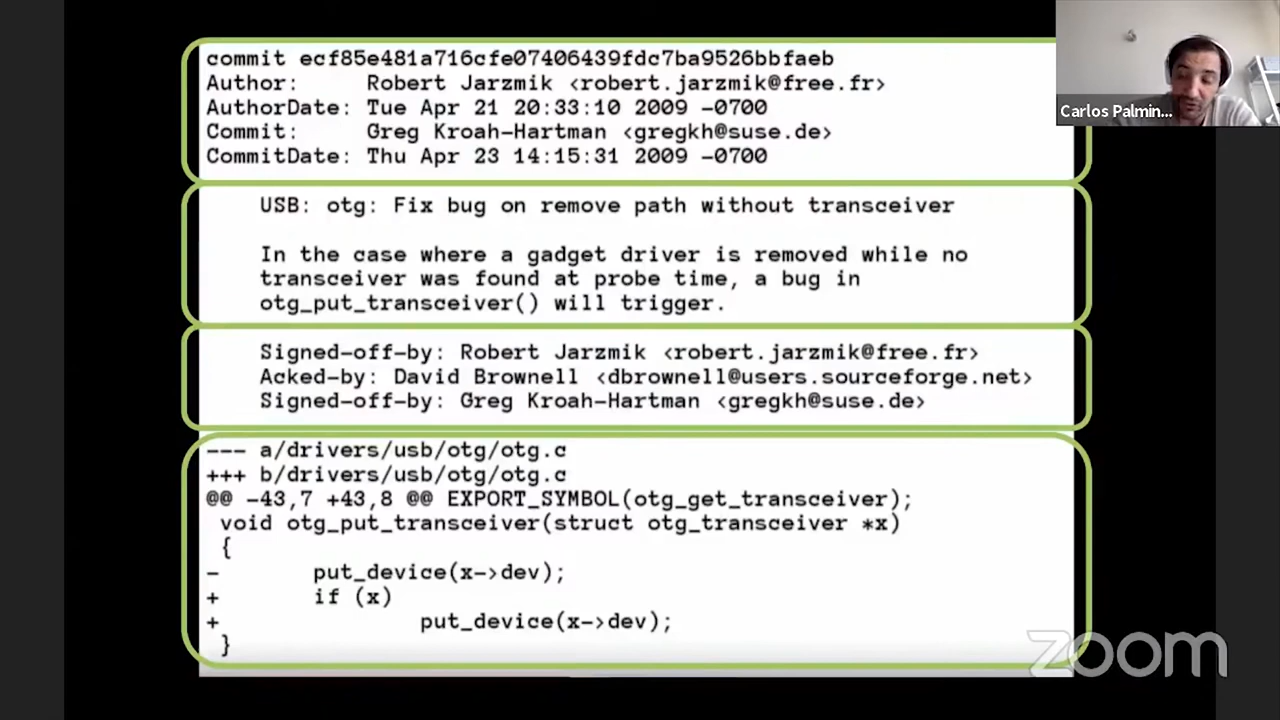 commit ecf85e481a716cfe07406439fdc7ba9526bbfaeb
Author:     Robert Jarzmik <robert.jarzmik@free.fr>
AuthorDate: Tue Apr 21 20:33:10 2009 -0700
Commit:     Greg Kroah-Hartman <gregkh@suse.de>
CommitDate: Thu Apr 23 14:15:31 2009 -0700
Carlos Palmin...
USB: otg: Fix bug on remove path without transceiver
In the case where a gadget driver is removed while no
transceiver was found at probe time, a bug in
otg_put_transceiver() will trigger.
Signed-off-by: Robert Jarzmik <robert.jarzmik@free.fr>
Acked-by: David Brownell <dbrownell@users.sourceforge.net>
Signed-off-by: Greg Kroah-Hartman <gregkh@suse.de>
--- a/drivers/usb/otg/otg.c
+++ b/drivers/usb/otg/otg.c
@@ -43,7 +43,8 @@ EXPORT_SYMBOL(otg_get_transceiver);
 void otg_put_transceiver(struct otg_transceiver *x)
 {
-       put_device(x->dev);
+       if (x)
+               put_device(x->dev);
 }
zoom